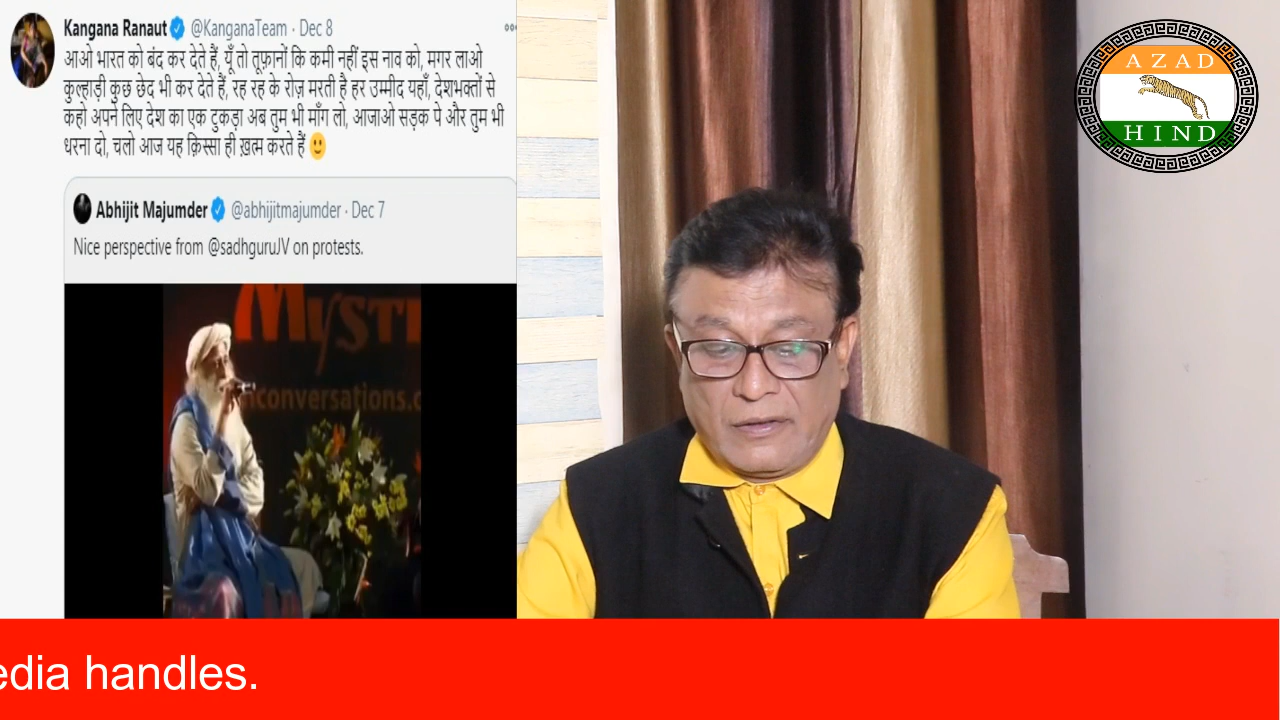 Kangana Ranaut @KanganaTeam · Dec 8
आओ भारत को बंद कर देते हैं, यूँ तो तूफ़ानों कि कमी नहीं इस नाव को, मगर लाओ
कुल्हाड़ी कुछ छेद भी कर देते हैं, रह रह के रोज़ मरती है हर उम्मीद यहाँ, देशभक्तों से
कहो अपने लिए देश का एक टुकड़ा अब तुम भी माँग लो, आजाओ सड़क पे और तुम भी
धरना दो, चलो आज यह क़िस्सा ही ख़त्म करते हैं 🙂
Abhijit Majumder @abhijitmajumder · Dec 7
Nice perspective from @sadhguruJV on protests.
MYSTI
nconversations.c
AZAD
HIND
edia handles.